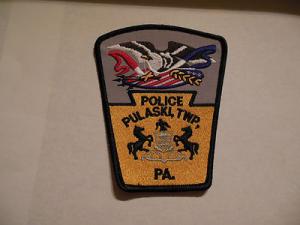 POLICE
PULASKI, TWP.
PA.